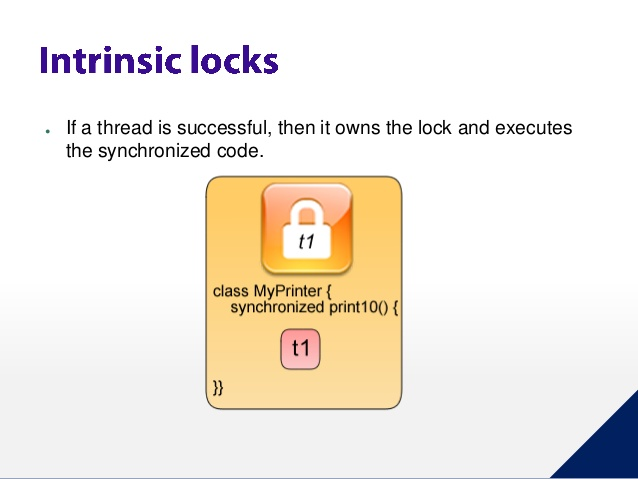 Intrinsic locks
• If a thread is successful, then it owns the lock and executes
the synchronized code.
t1
class MyPrinter {
synchronized print10() {
t1
}}